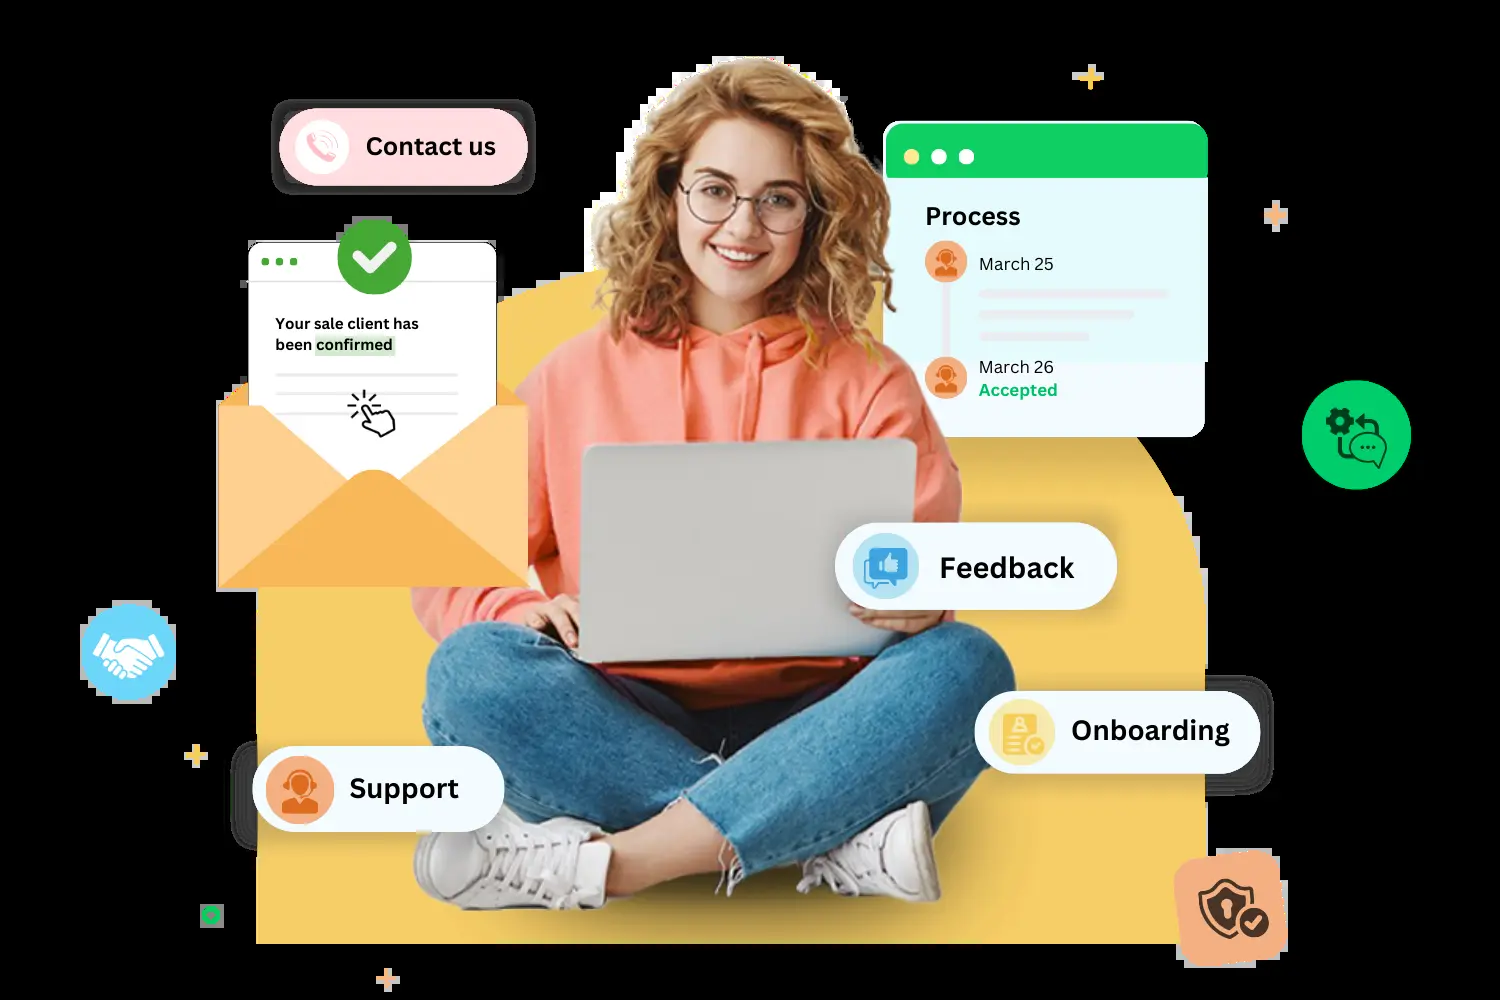 Contact us
Your sale client has
been confirmed
Process
March 25
March 26
Accepted
Feedback
Onboarding
Support